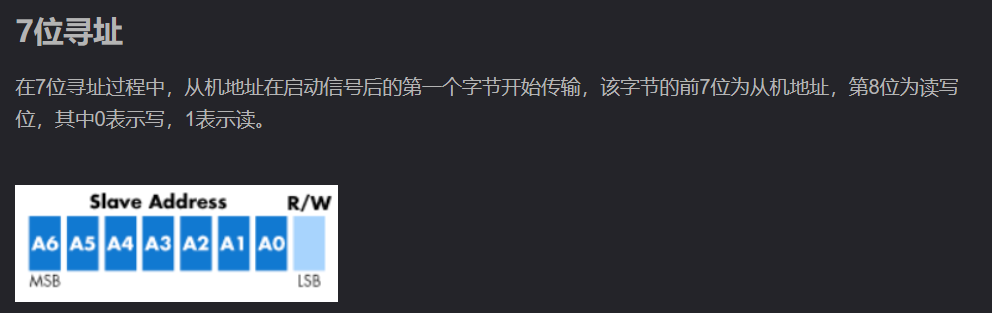 7位寻址
在7位寻址过程中，从机地址在启动信号后的第一个字节开始传输，该字节的前7位为从机地址，第8位为读写
位，其中0表示写，1表示读。
Slave Address R/W
A6 A5 A4 A3 A2 A1 A0
MSB LSB